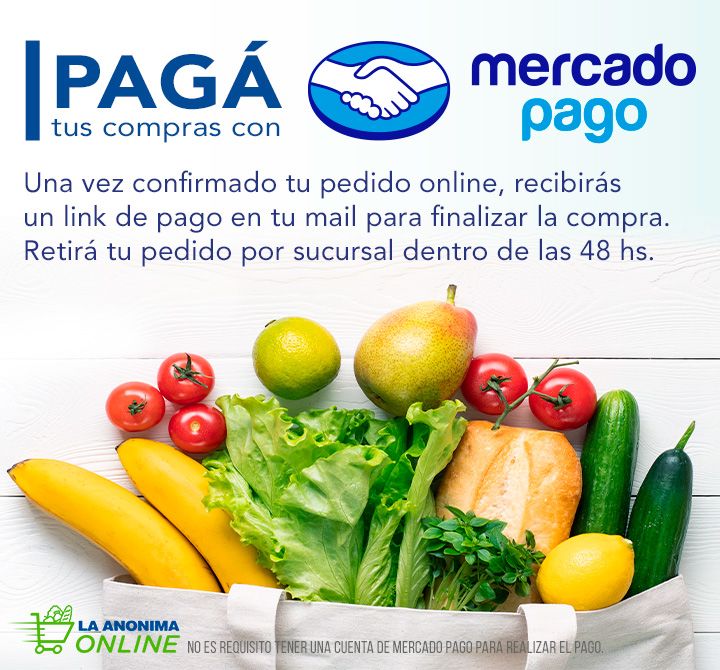 PAGÁ
tus compras con
mercado
pago
Una vez confirmado tu pedido online, recibirás
un link de pago en tu mail para finalizar la compra.
Retirá tu pedido por sucursal dentro de las 48 hs.
LA ANONIMA
ONLINE
NO ES REQUISITO TENER UNA CUENTA DE MERCADO PAGO PARA REALIZAR EL PAGO.